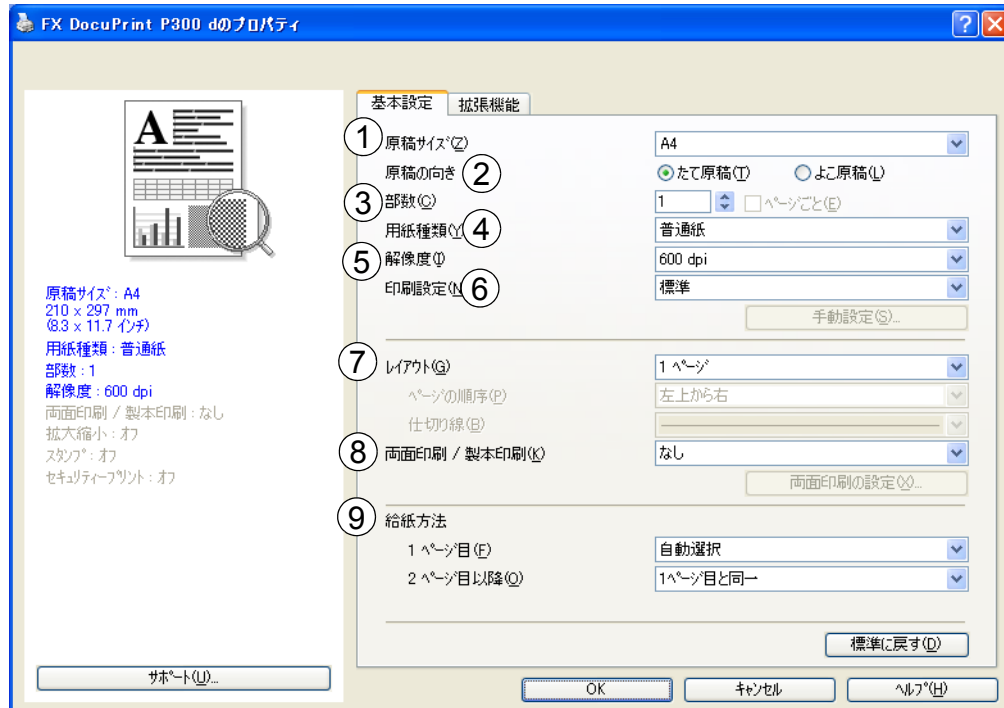 FX DocuPrint P300 dのプロパティ
基本設定 拡張機能
A
① 原稿サイズ(Z) A4
原稿の向き ② たて原稿(T) よこ原稿(L)
③ 部数(C) 1 ページごと(E)
用紙種類(Y) ④ 普通紙
⑤ 解像度(I) 600 dpi
印刷設定(N) ⑥ 標準
手動設定(S)...
⑦ レイアウト(G) 1 ページ
ページの順序(P) 左上から右
仕切り線(B)
⑧ 両面印刷 / 製本印刷(K) なし
両面印刷の設定(X)...
⑨ 給紙方法
1 ページ目(F) 自動選択
2 ページ目以降(O) 1ページ目と同一
標準に戻す(D)
原稿サイズ : A4
210 x 297 mm
(8.3 x 11.7 インチ)
用紙種類 : 普通紙
部数 : 1
解像度 : 600 dpi
両面印刷 / 製本印刷 : なし
拡大縮小 : オフ
スタンプ : オフ
セキュリティープリント : オフ
サポート(U)...
OK キャンセル ヘルプ(H)